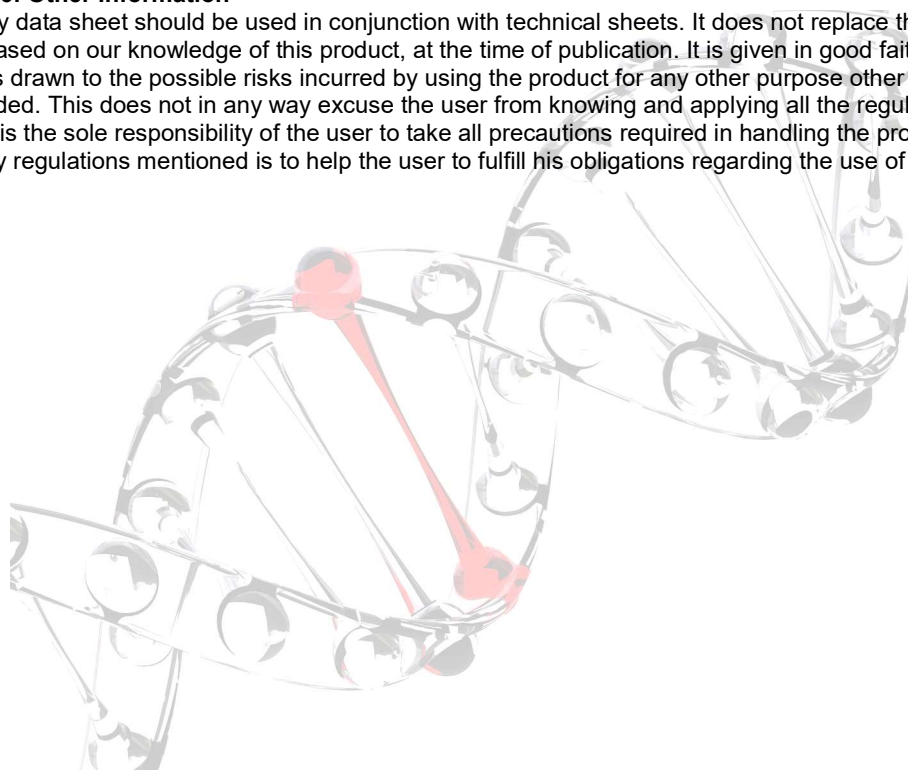 Other Information
y data sheet should be used in conjunction with technical sheets. It does not replace th
ased on our knowledge of this product, at the time of publication. It is given in good fait
s drawn to the possible risks incurred by using the product for any other purpose other
ded. This does not in any way excuse the user from knowing and applying all the regul
is the sole responsibility of the user to take all precautions required in handling the pro
y regulations mentioned is to help the user to fulfill his obligations regarding the use of